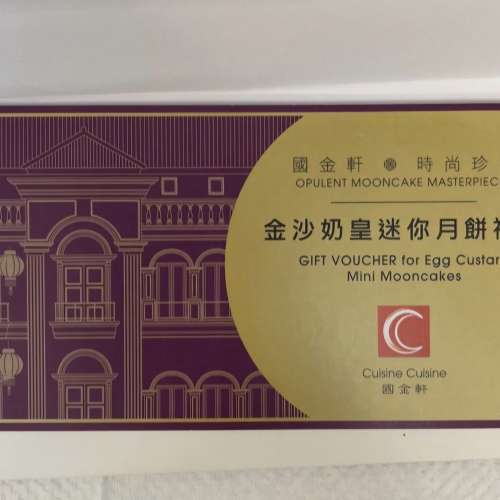 國金軒 時尚珍
OPULENT MOONCAKE MASTERPIEC
金沙奶皇迷你月餅
GIFT VOUCHER for Egg Custar
Mini Mooncakes
Cuisine Cuisine
國金軒